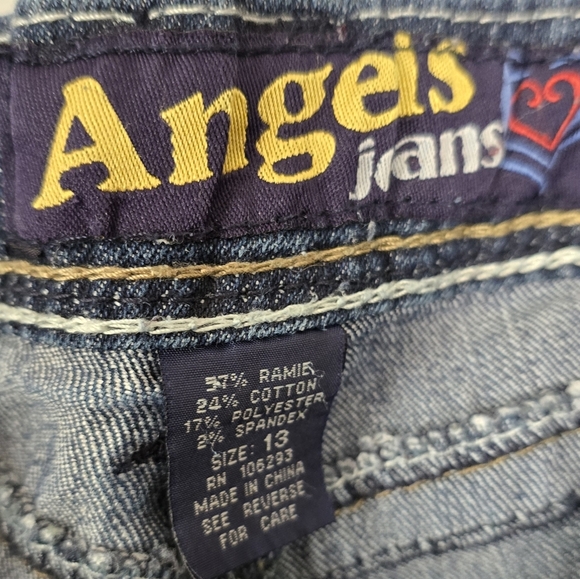 Angels
jeans
57% RAMIE
24% COTTON
17% POLYESTER
2% SPANDEX
SIZE: 13
RN 106293
MADE IN CHINA
SEE REVERSE
FOR CARE